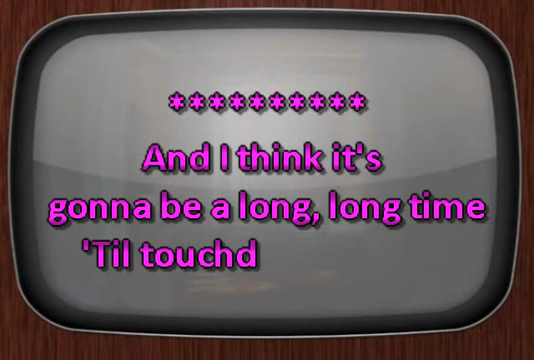 **********
And I think it's
gonna be a long, long time
'Til touchd